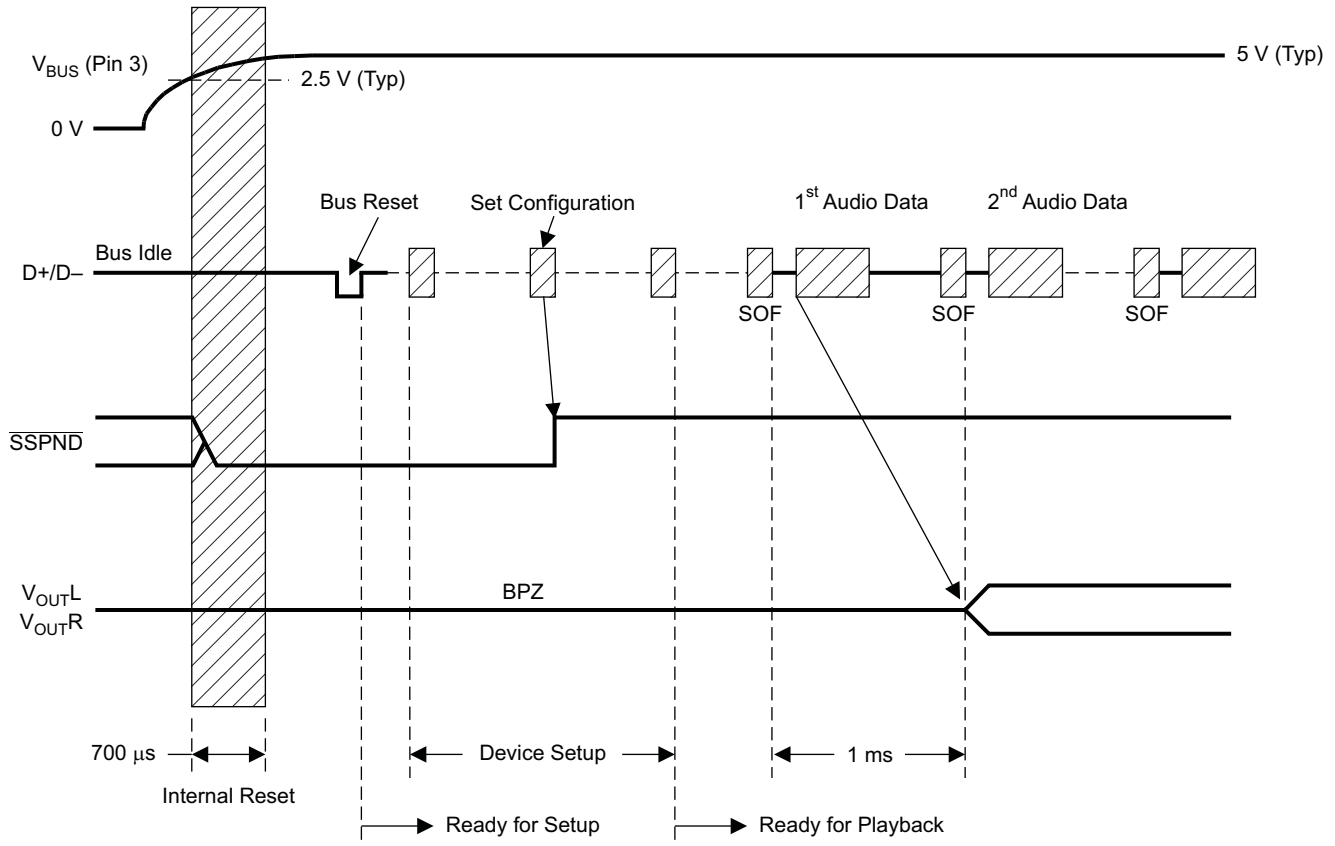 V_BUS (Pin 3)
5 V (Typ)
2.5 V (Typ)
0 V
Bus Reset
Set Configuration
1st Audio Data
2nd Audio Data
Bus Idle
D+/D–
SOF
SOF
SOF
SSPND
V_OUTL
V_OUTR
BPZ
700 μs
Device Setup
1 ms
Internal Reset
Ready for Setup
Ready for Playback